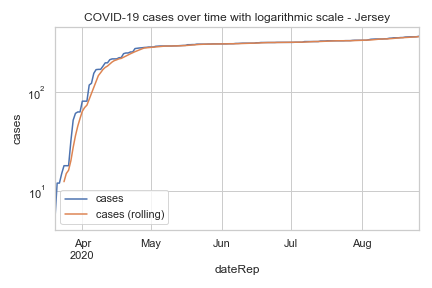 COVID-19 cases over time with logarithmic scale - Jersey
cases
10²
10¹
cases
cases (rolling)
Apr May Jun Jul Aug
2020
dateRep